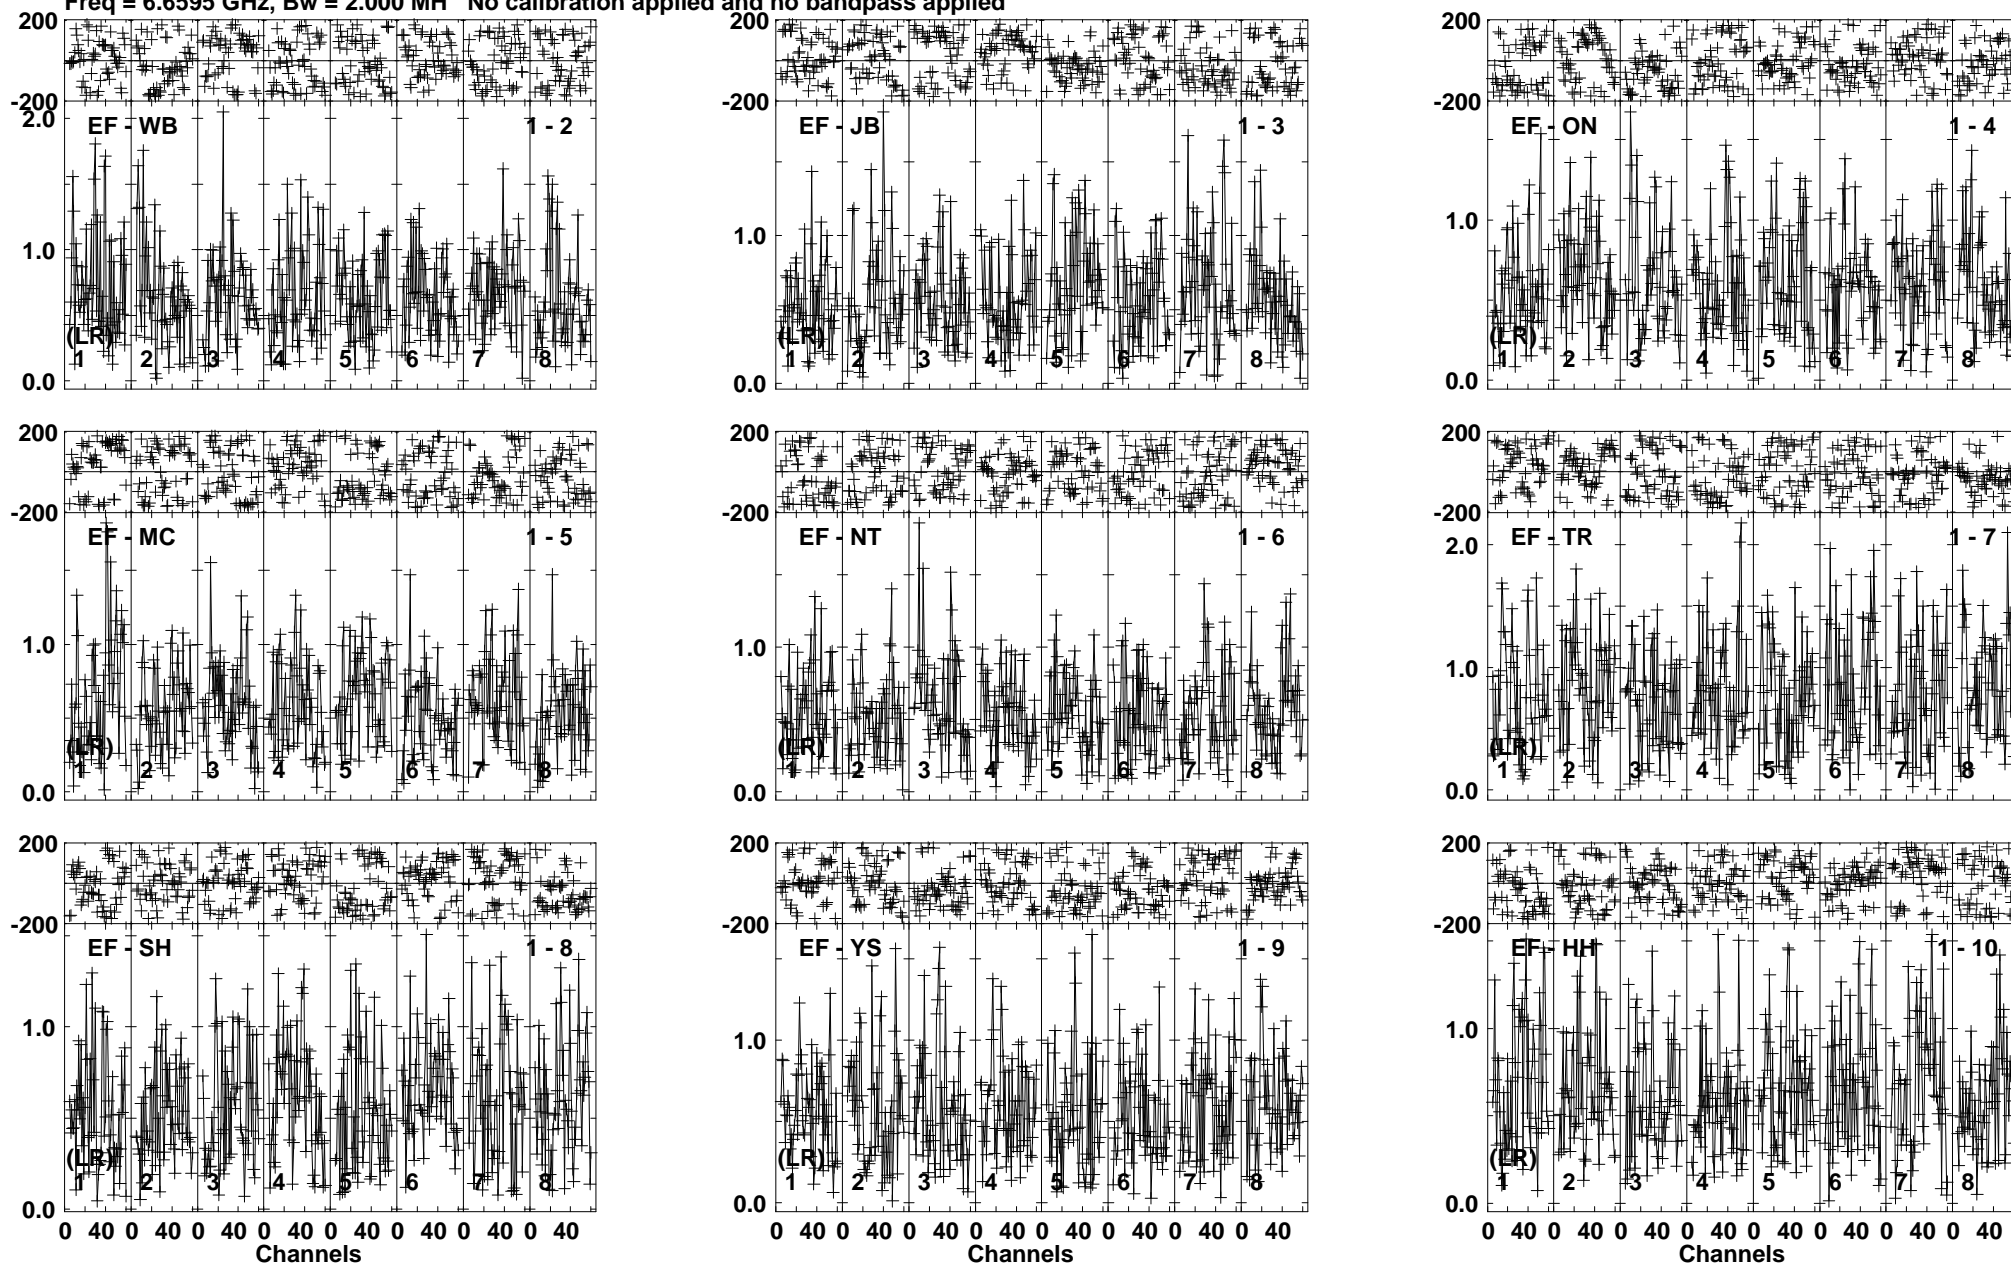 Freq = 6.6595 GHz, Bw = 2.000 MH No calibration applied and no bandpass applied
200 200 200
-200 -200 -200
2.0
EF - WB 1 - 2 EF - JB 1 - 3 EF - ON 1 - 4
1.0 1.0 1.0
(LR) (LR) (LR)
1 2 3 4 5 6 7 8 1 2 3 4 5 6 7 8 1 2 3 4 5 6 7 8
0.0 0.0 0.0
200 200 200
-200 -200 -200
EF - MC 1 - 5 EF - NT 1 - 6 EF - TR 1 - 7
2.0
1.0 1.0 1.0
(LR) (LR) (LR)
1 2 3 4 5 6 7 8 1 2 3 4 5 6 7 8 1 2 3 4 5 6 7 8
0.0 0.0 0.0
200 200 200
-200 -200 -200
EF - SH 1 - 8 EF - YS 1 - 9 EF - HH 1 - 10
1.0 1.0 1.0
(LR) (LR) (LR)
1 2 3 4 5 6 7 8 1 2 3 4 5 6 7 8 1 2 3 4 5 6 7 8
0.0 0.0 0.0
0 40 0 40 0 40 0 40 0 40 0 40 0 40 0 40 0 40 0 40 0 40 0 40 0 40 0 40 0 40 0 40 0 40 0 40 0 40 0 40 0 40 0 40 0 40 0 40
Channels Channels Channels